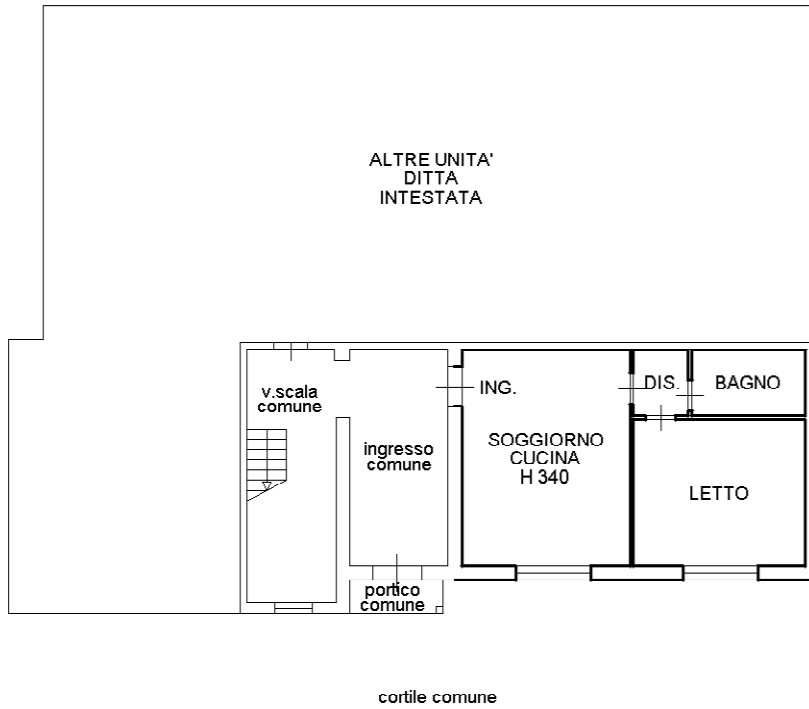 ALTRE UNITA'
DITTA
INTESTATA
v.scala
comune
ING.
DIS.
BAGNO
ingresso
comune
SOGGIORNO
CUCINA
H 340
LETTO
portico
comune
cortile comune